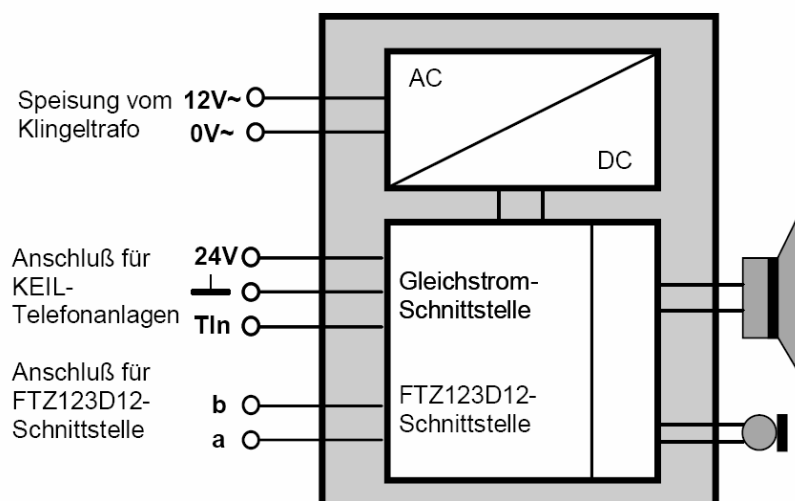 AC
DC
Speisung vom
Klingeltrafo
12V~
0V~
Anschluß für
KEIL-
Telefonanlagen
24V
Tln
Gleichstrom-
Schnittstelle
Anschluß für
FTZ123D12-
Schnittstelle
b
a
FTZ123D12-
Schnittstelle